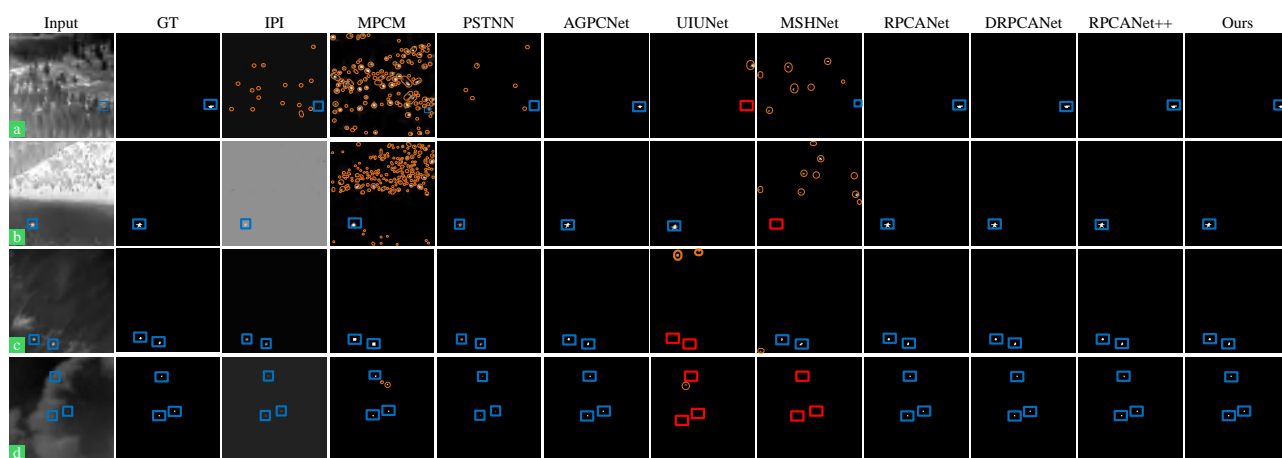 Input GT IPI MPCM PSTNN AGPCNet UIUNet MSHNet RPCANet DRPCANet RPCANet++ Ours
a
b
c
d